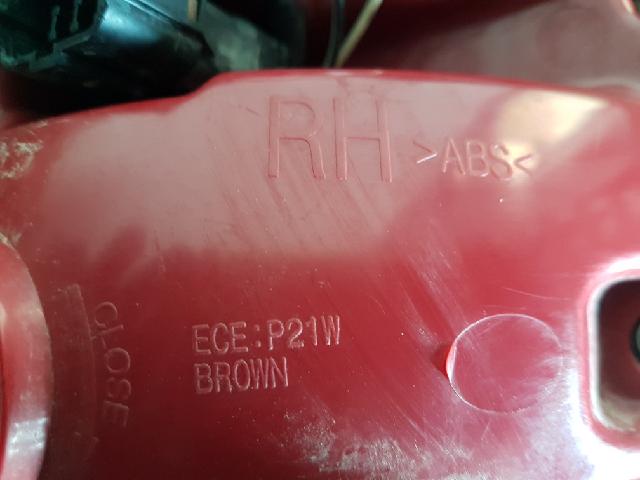 RH >ABS<
ECE:P21W
BROWN
CLOSE